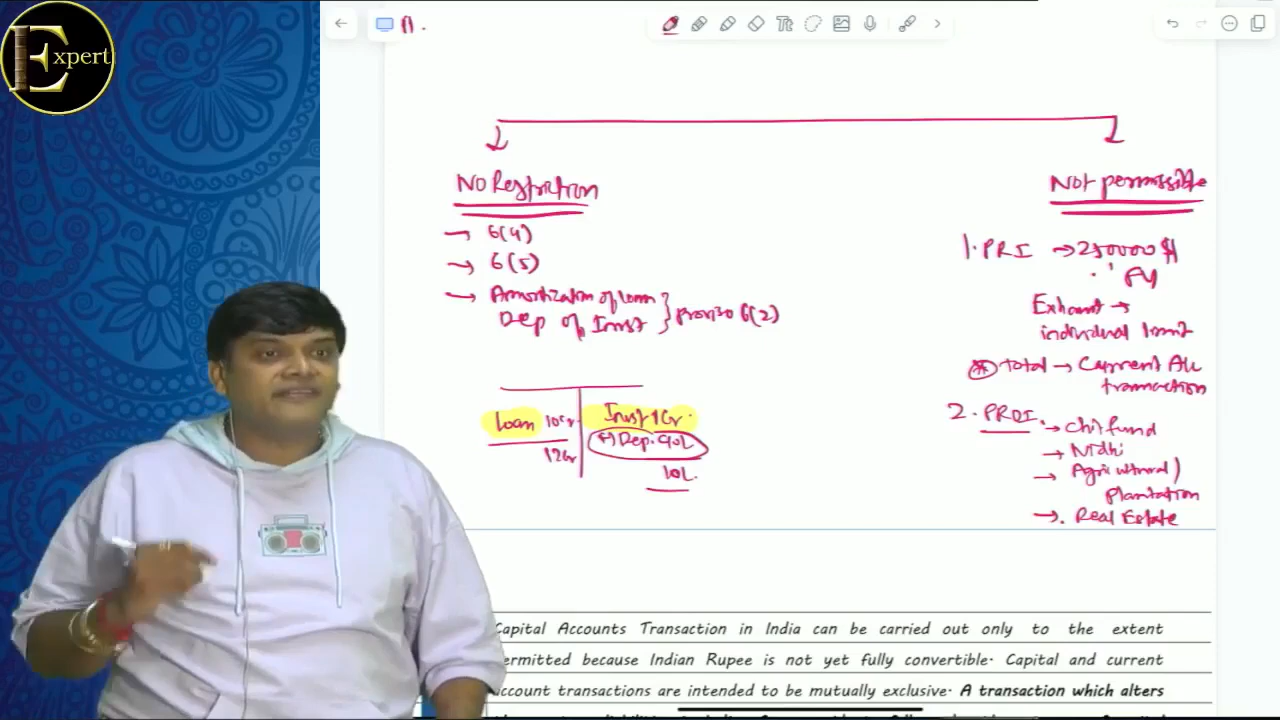 Expert
No Restriction
→ 6(4)
→ 6(5)
→ Amortization of loan
Dep of Invst } proviso 6(2)
loan 10Cr
12Cr
Invst 1Cr.
(-) Dep. 90L
10L.
Not permissible
1. PRI → 250000 $
FY
Exhaust →
individual limit
* Total → Current A/c
transaction
2. PROI.
→ Chit fund
→ Nidhi
→ Agricultural /
plantation
→ Real Estate
Capital Accounts Transaction in India can be carried out only to the extent
ermitted because Indian Rupee is not yet fully convertible. Capital and current
ccount transactions are intended to be mutually exclusive. A transaction which alters